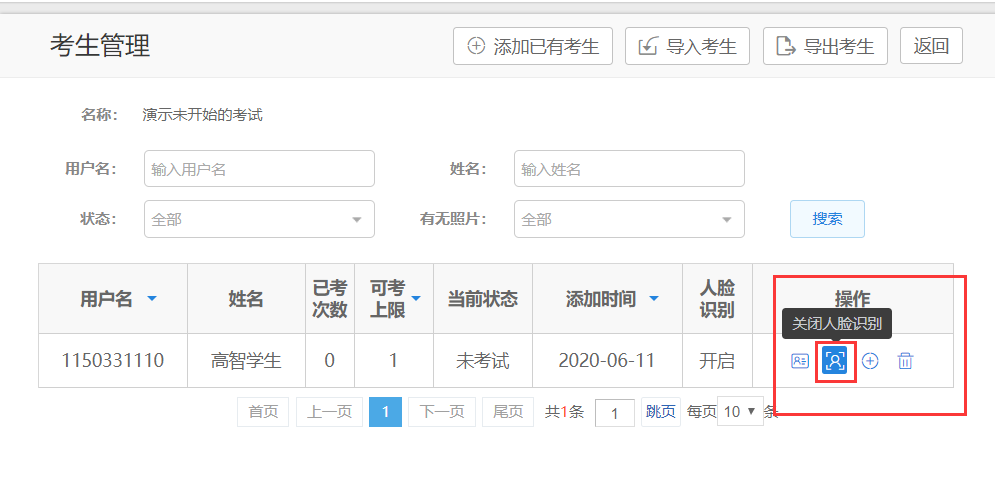 考生管理
添加已有考生 导入考生 导出考生 返回
名称： 演示未开始的考试
用户名： 输入用户名 姓名： 输入姓名
状态： 全部 有无照片： 全部 搜索
用户名 姓名 已考次数 可考上限 当前状态 添加时间 人脸识别 操作
关闭人脸识别
1150331110 高智学生 0 1 未考试 2020-06-11 开启
首页 上一页 1 下一页 尾页 共1条 1 跳页 每页 10 条